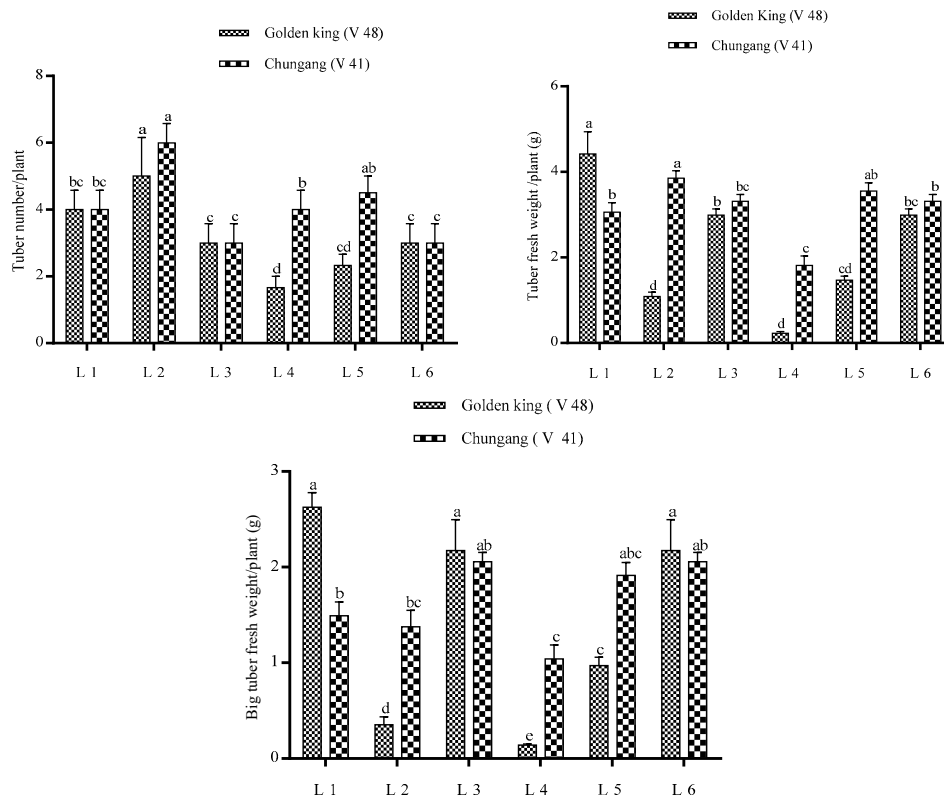 Golden king (V 48)
Chungang (V 41)
Tuber number/plant
8
6
4
2
0
bc bc
a a
c c
d b
cd ab
c c
L 1 L 2 L 3 L 4 L 5 L 6
Golden King (V 48)
Chungang (V 41)
Tuber fresh weight /plant (g)
6
4
2
0
a b
d a
b bc
d c
cd ab
bc b
L 1 L 2 L 3 L 4 L 5 L 6
Golden king ( V 48)
Chungang ( V 41)
Big tuber fresh weight/plant (g)
3
2
1
0
a b
d bc
a ab
e c
c abc
a ab
L 1 L 2 L 3 L 4 L 5 L 6